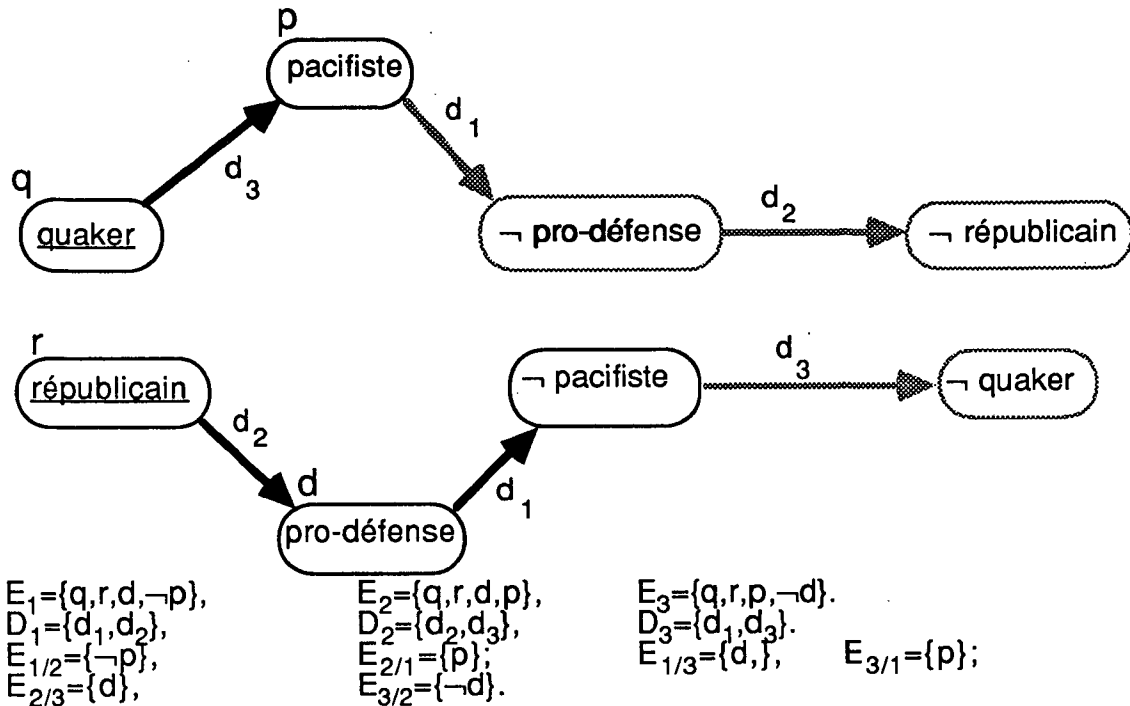 p
pacifiste
d1
d3
q
quaker
¬ pro-défense
d2
¬ républicain
r
républicain
¬ pacifiste
d3
¬ quaker
d2
d
d1
pro-défense
E1={q,r,d,¬p}, E2={q,r,d,p}, E3={q,r,p,¬d}.
D1={d1,d2}, D2={d2,d3}, D3={d1,d3}.
E1/2={¬p}, E2/1={p}; E1/3={d,}, E3/1={p};
E2/3={d}, E3/2={¬d}.